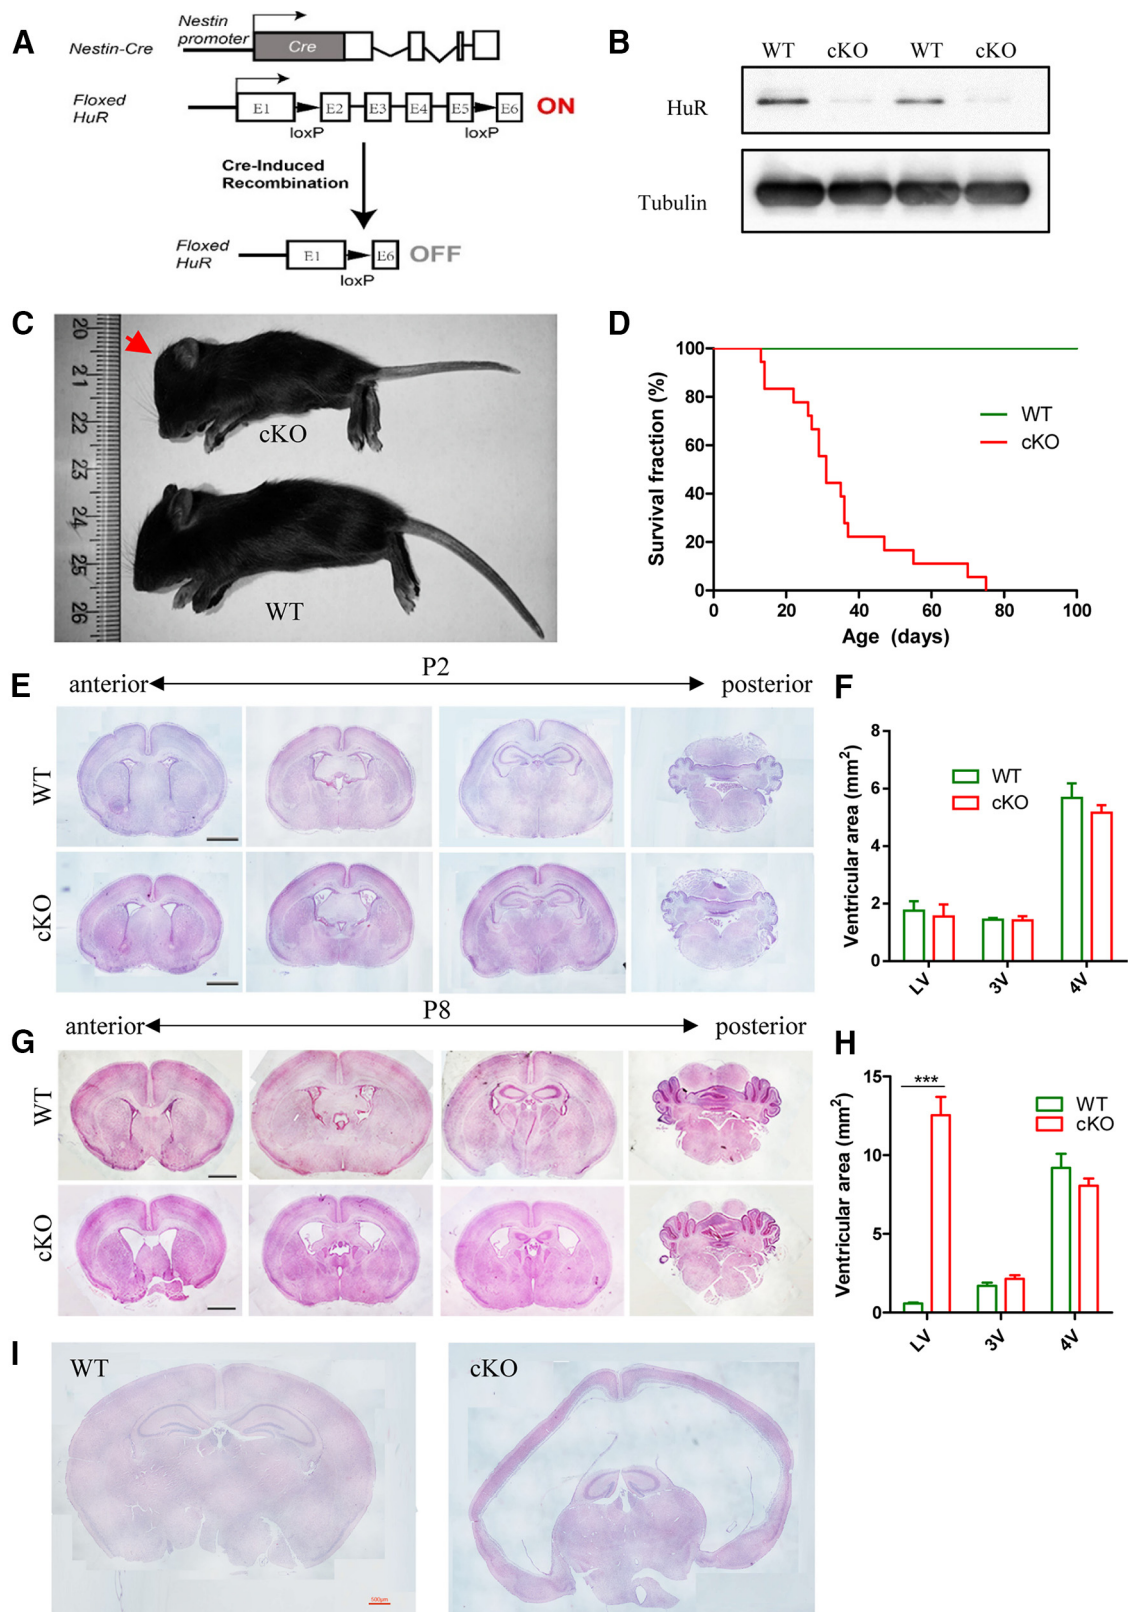 A
Nestin-Cre
Nestin
promoter
Cre
Floxed
HuR
E1
E2
E3
E4
E5
E6
ON
loxP
loxP
Cre-Induced
Recombination
Floxed
HuR
E1
E6
OFF
loxP
B
WT cKO WT cKO
HuR
Tubulin
C
20
21
22
23
24
25
26
cKO
WT
D
100
80
60
40
20
0
Survival fraction (%)
WT
cKO
0 20 40 60 80 100
Age (days)
E
P2
anterior
posterior
WT
cKO
F
8
6
4
2
0
Ventricular area (mm²)
WT
cKO
LV 3V 4V
G
P8
anterior
posterior
WT
cKO
H
15
10
5
0
Ventricular area (mm²)
***
WT
cKO
LV 3V 4V
I
WT
500μm
cKO